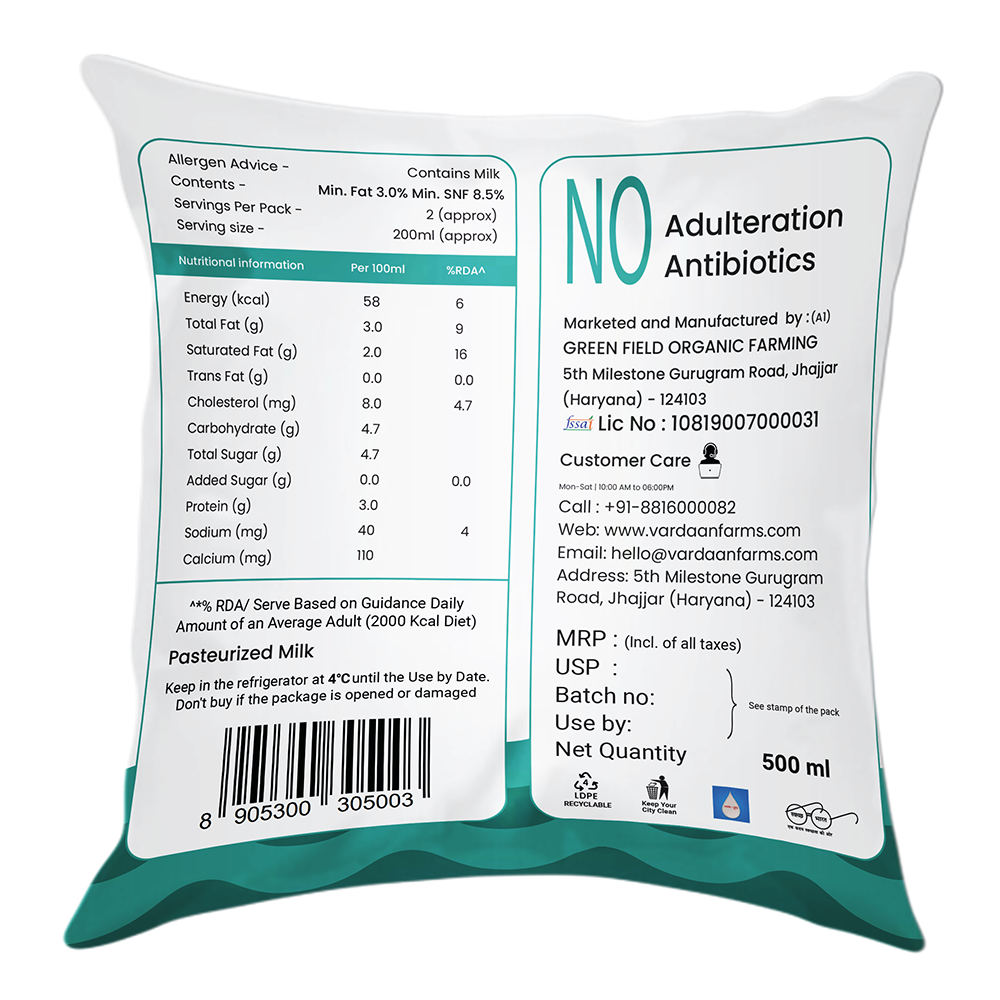 Allergen Advice - Contains Milk
Contents - Min. Fat 3.0% Min. SNF 8.5%
Servings Per Pack - 2 (approx)
Serving size - 200ml (approx)
Nutritional information Per 100ml %RDA^
Energy (kcal) 58 6
Total Fat (g) 3.0 9
Saturated Fat (g) 2.0 16
Trans Fat (g) 0.0 0.0
Cholesterol (mg) 8.0 4.7
Carbohydrate (g) 4.7
Total Sugar (g) 4.7
Added Sugar (g) 0.0 0.0
Protein (g) 3.0
Sodium (mg) 40 4
Calcium (mg) 110
^*% RDA/ Serve Based on Guidance Daily
Amount of an Average Adult (2000 Kcal Diet)
Pasteurized Milk
Keep in the refrigerator at 4°C until the Use by Date.
Don't buy if the package is opened or damaged
8 905300 305003
NO Adulteration
Antibiotics
Marketed and Manufactured by : (A1)
GREEN FIELD ORGANIC FARMING
5th Milestone Gurugram Road, Jhajjar
(Haryana) - 124103
fssai Lic No : 10819007000031
Customer Care
Mon-Sat | 10:00 AM to 06:00PM
Call : +91-8816000082
Web: www.vardaanfarms.com
Email: hello@vardaanfarms.com
Address: 5th Milestone Gurugram
Road, Jhajjar (Haryana) - 124103
MRP : (Incl. of all taxes)
USP :
Batch no:
See stamp of the pack
Use by:
Net Quantity 500 ml
4
LDPE
RECYCLABLE
Keep Your
City Clean
स्वच्छ भारत
एक कदम स्वच्छता की ओर